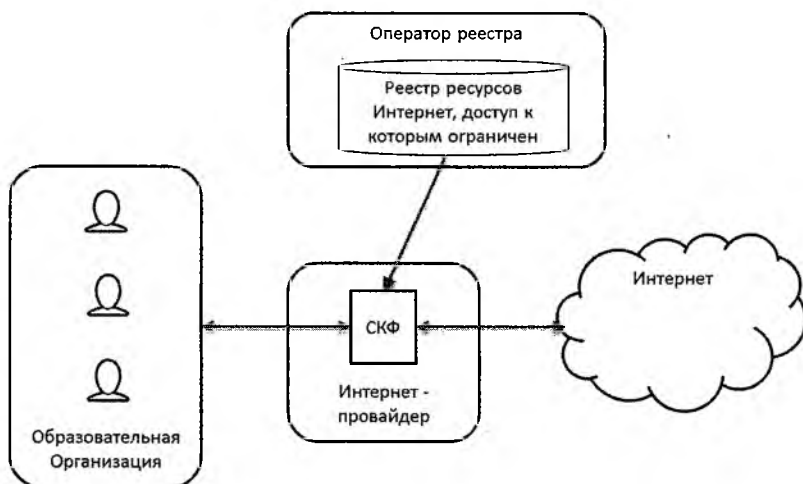 Оператор реестра
Реестр ресурсов
Интернет, доступ к
которым ограничен
Интернет
СКФ
Интернет -
провайдер
Образовательная
Организация